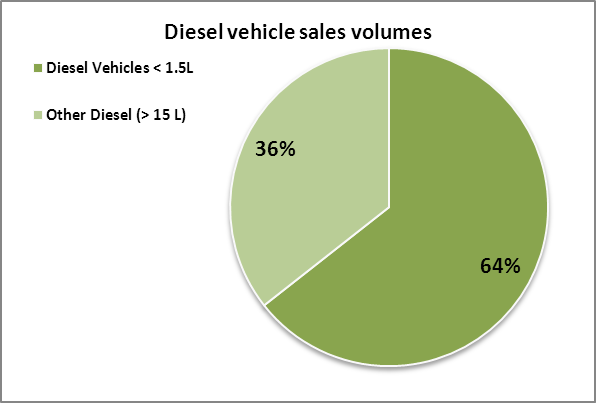 Diesel vehicle sales volumes
Diesel Vehicles < 1.5L
Other Diesel (> 15 L)
36%
64%